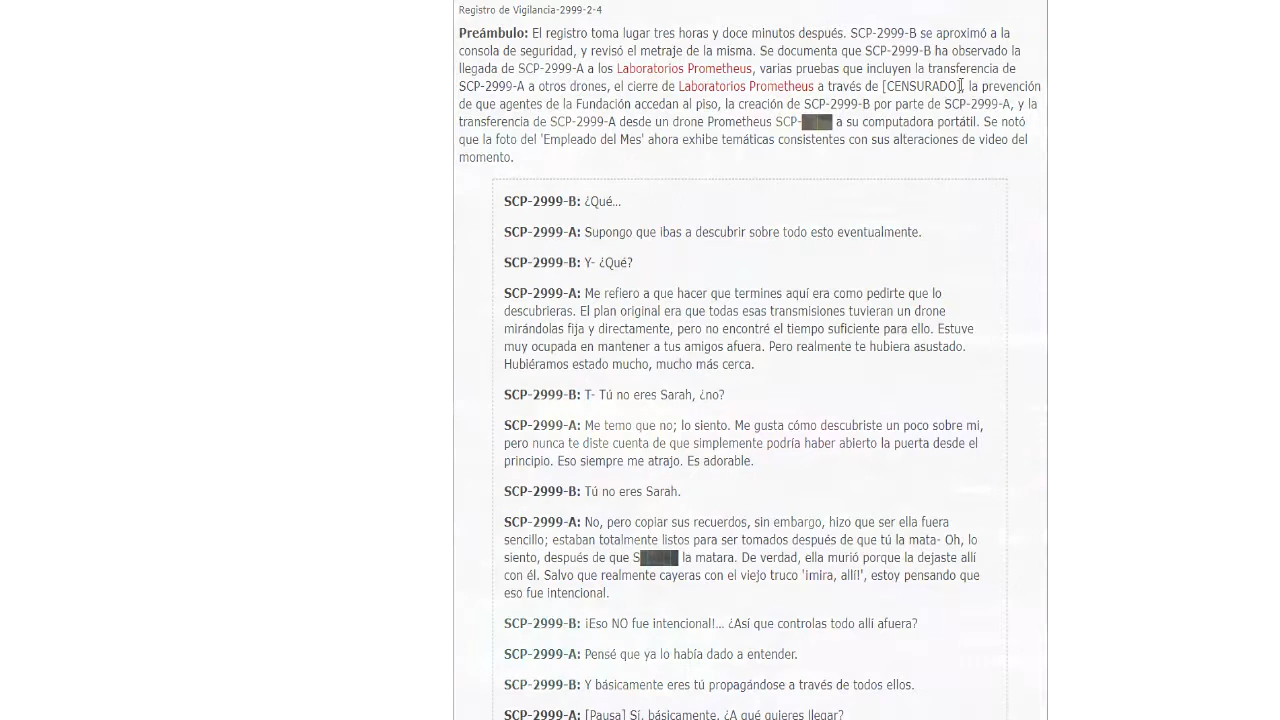 Registro de Vigilancia-2999-2-4
Preámbulo: El registro toma lugar tres horas y doce minutos después. SCP-2999-B se aproximó a la
consola de seguridad, y revisó el metraje de la misma. Se documenta que SCP-2999-B ha observado la
llegada de SCP-2999-A a los Laboratorios Prometheus, varias pruebas que incluyen la transferencia de
SCP-2999-A a otros drones, el cierre de Laboratorios Prometheus a través de [CENSURADO], la prevención
de que agentes de la Fundación accedan al piso, la creación de SCP-2999-B por parte de SCP-2999-A, y la
transferencia de SCP-2999-A desde un drone Prometheus SCP- a su computadora portátil. Se notó
que la foto del 'Empleado del Mes' ahora exhibe temáticas consistentes con sus alteraciones de video del
momento.
SCP-2999-B: ¿Qué...
SCP-2999-A: Supongo que ibas a descubrir sobre todo esto eventualmente.
SCP-2999-B: Y- ¿Qué?
SCP-2999-A: Me refiero a que hacer que termines aquí era como pedirte que lo
descubrieras. El plan original era que todas esas transmisiones tuvieran un drone
mirándolas fija y directamente, pero no encontré el tiempo suficiente para ello. Estuve
muy ocupada en mantener a tus amigos afuera. Pero realmente te hubiera asustado.
Hubiéramos estado mucho, mucho más cerca.
SCP-2999-B: T- Tú no eres Sarah, ¿no?
SCP-2999-A: Me temo que no; lo siento. Me gusta cómo descubriste un poco sobre mi,
pero nunca te diste cuenta de que simplemente podría haber abierto la puerta desde el
principio. Eso siempre me atrajo. Es adorable.
SCP-2999-B: Tú no eres Sarah.
SCP-2999-A: No, pero copiar sus recuerdos, sin embargo, hizo que ser ella fuera
sencillo; estaban totalmente listos para ser tomados después de que tú la mata- Oh, lo
siento, después de que S la matara. De verdad, ella murió porque la dejaste allí
con él. Salvo que realmente cayeras con el viejo truco '¡mira, allí!', estoy pensando que
eso fue intencional.
SCP-2999-B: ¡Eso NO fue intencional!... ¿Así que controlas todo allí afuera?
SCP-2999-A: Pensé que ya lo había dado a entender.
SCP-2999-B: Y básicamente eres tú propagándose a través de todos ellos.
SCP-2999-A: [Pausa] Sí, básicamente. ¿A qué quieres llegar?